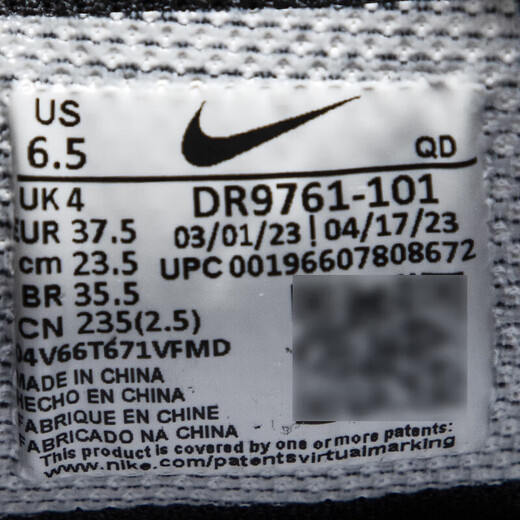 US
6.5
QD
UK 4
EUR 37.5
cm 23.5
BR 35.5
CN 235(2.5)
04V66T671VFMD
DR9761-101
03/01/23 | 04/17/23
UPC 00196607808672
MADE IN CHINA
HECHO EN CHINA
FABRIQUE EN CHINE
FABRICADO NA CHINA
This product is covered by one or more patents:
www.nike.com/patentsvirtualmarking